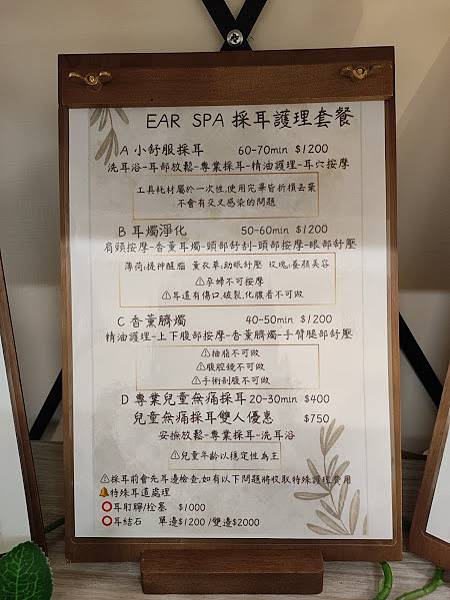 EAR SPA 採耳護理套餐
A 小舒服採耳 60-70min $1200
洗耳浴-耳部放鬆-專業採耳-精油護理-耳穴按摩
工具耗材屬於一次性,使用完畢皆折損丟棄
不會有交叉感染的問題
B 耳燭淨化 50-60min $1200
肩頸按摩-香薰耳燭-頸部舒刮-頭部按摩-眼部舒壓
薄荷:提神醒腦 薰衣草:助眠舒壓 玫瑰:養顏美容
⚠孕婦不可按摩
⚠耳道有傷口,破裂,化膿者不可做
C 香薰臍燭 40-50min $1200
精油護理-上下腹部按摩-香薰臍燭-手臂腿部舒壓
⚠抽脂不可做
⚠腹腔鏡不可做
⚠手術剖腹不可做
D 專業兒童無痛採耳 20-30min $400
兒童無痛採耳雙人優惠 $750
安撫放鬆-專業採耳-洗耳浴
⚠兒童年齡以穩定性為主
⚠採耳前會先耳邊檢查,如有以下問題將收取特殊護理費用
🔔特殊耳道處理
⭕耳盯聹/栓塞 $1000
⭕耳結石 單邊$1200/雙邊$2000